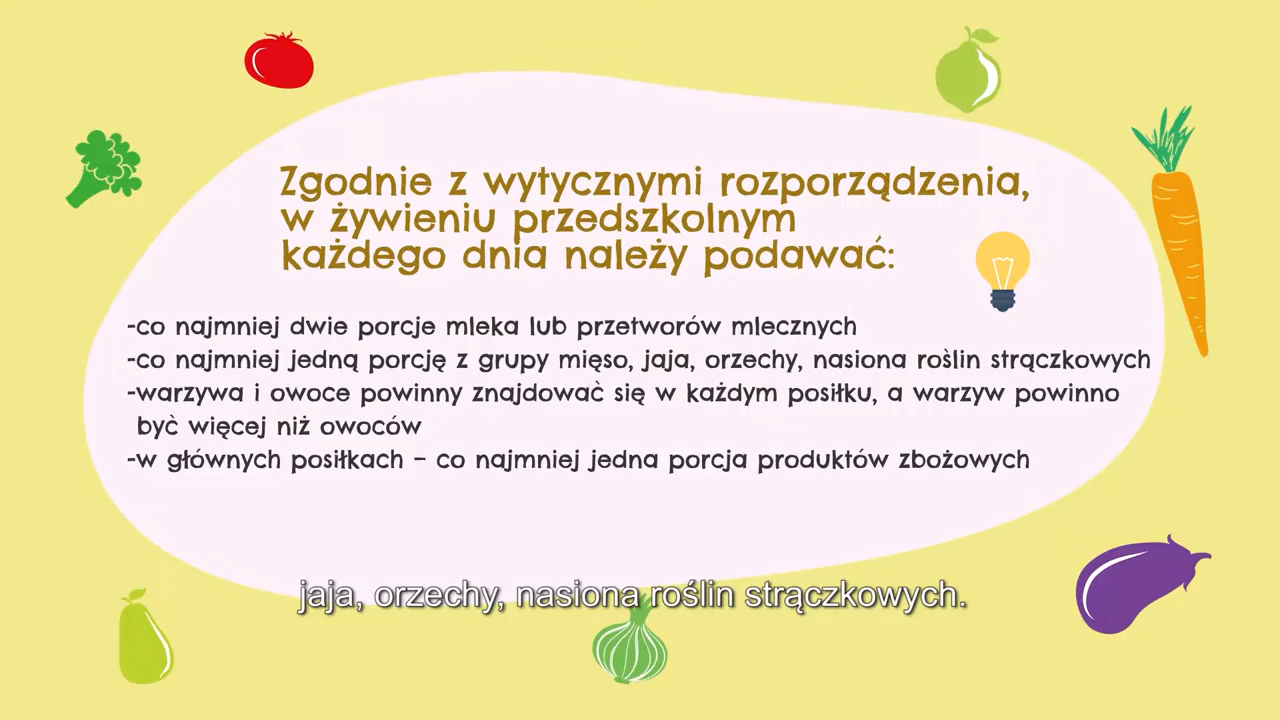 Zgodnie z wytycznymi rozporządzenia,
w żywieniu przedszkolnym
każdego dnia należy podawać:
-co najmniej dwie porcje mleka lub przetworów mlecznych
-co najmniej jedną porcję z grupy mięso, jaja, orzechy, nasiona roślin strączkowych
-warzywa i owoce powinny znajdować się w każdym posiłku, a warzyw powinno
być więcej niż owoców
-w głównych posiłkach – co najmniej jedna porcja produktów zbożowych
jaja, orzechy, nasiona roślin strączkowych.